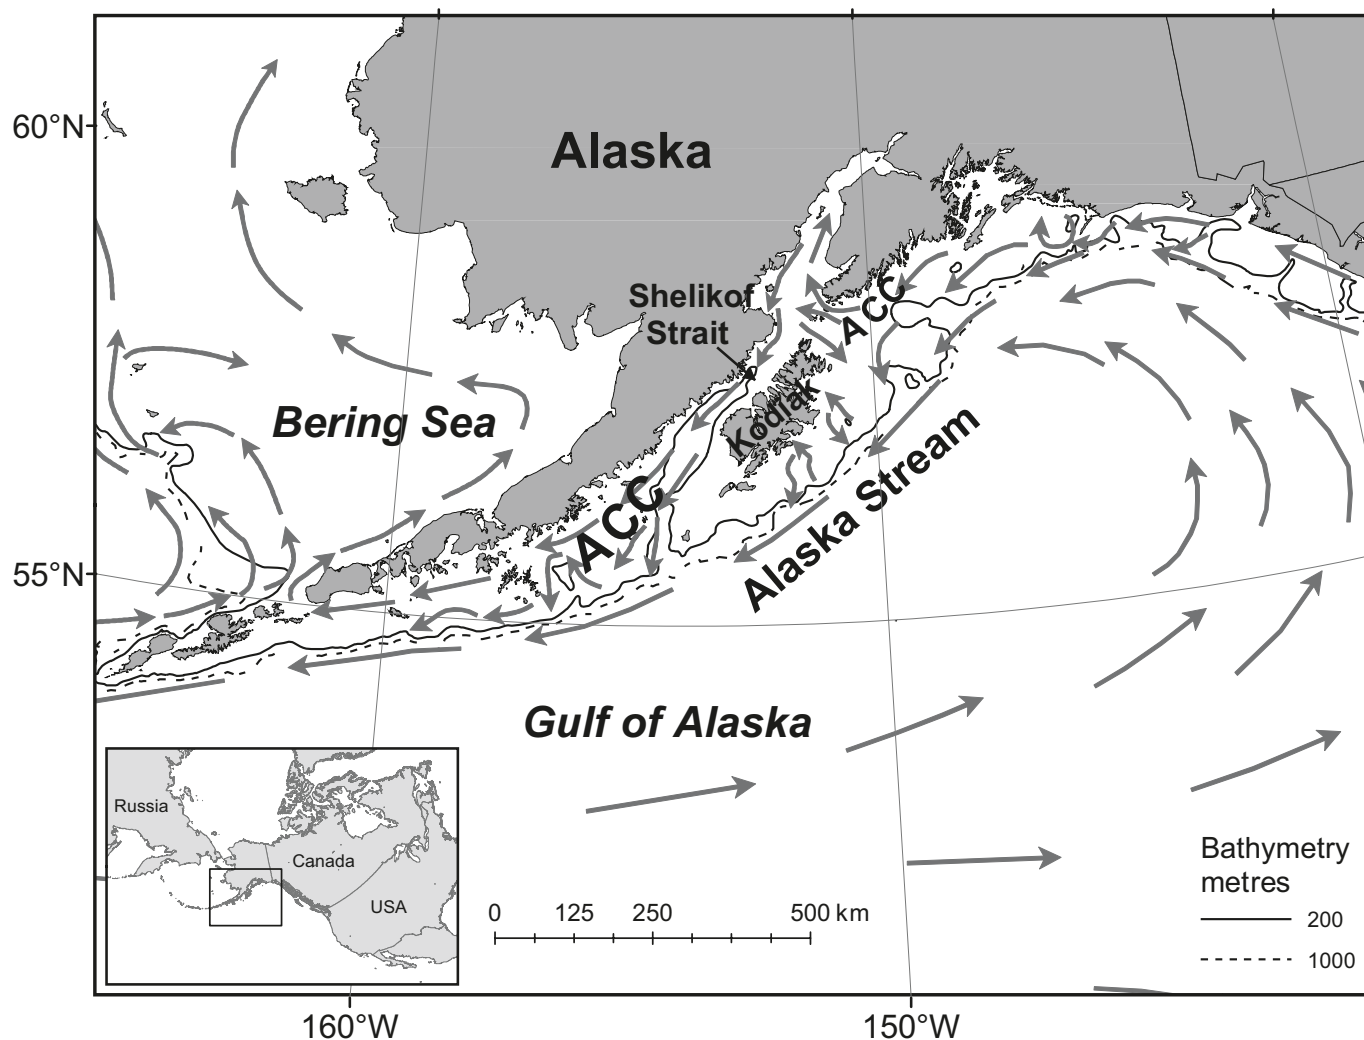 60°N
Alaska
Shelikof
Strait
ACC
Bering Sea
Kodiak
ACC
Alaska Stream
55°N
Gulf of Alaska
Russia
Canada
USA
0 125 250 500 km
Bathymetry
metres
200
1000
160°W 150°W